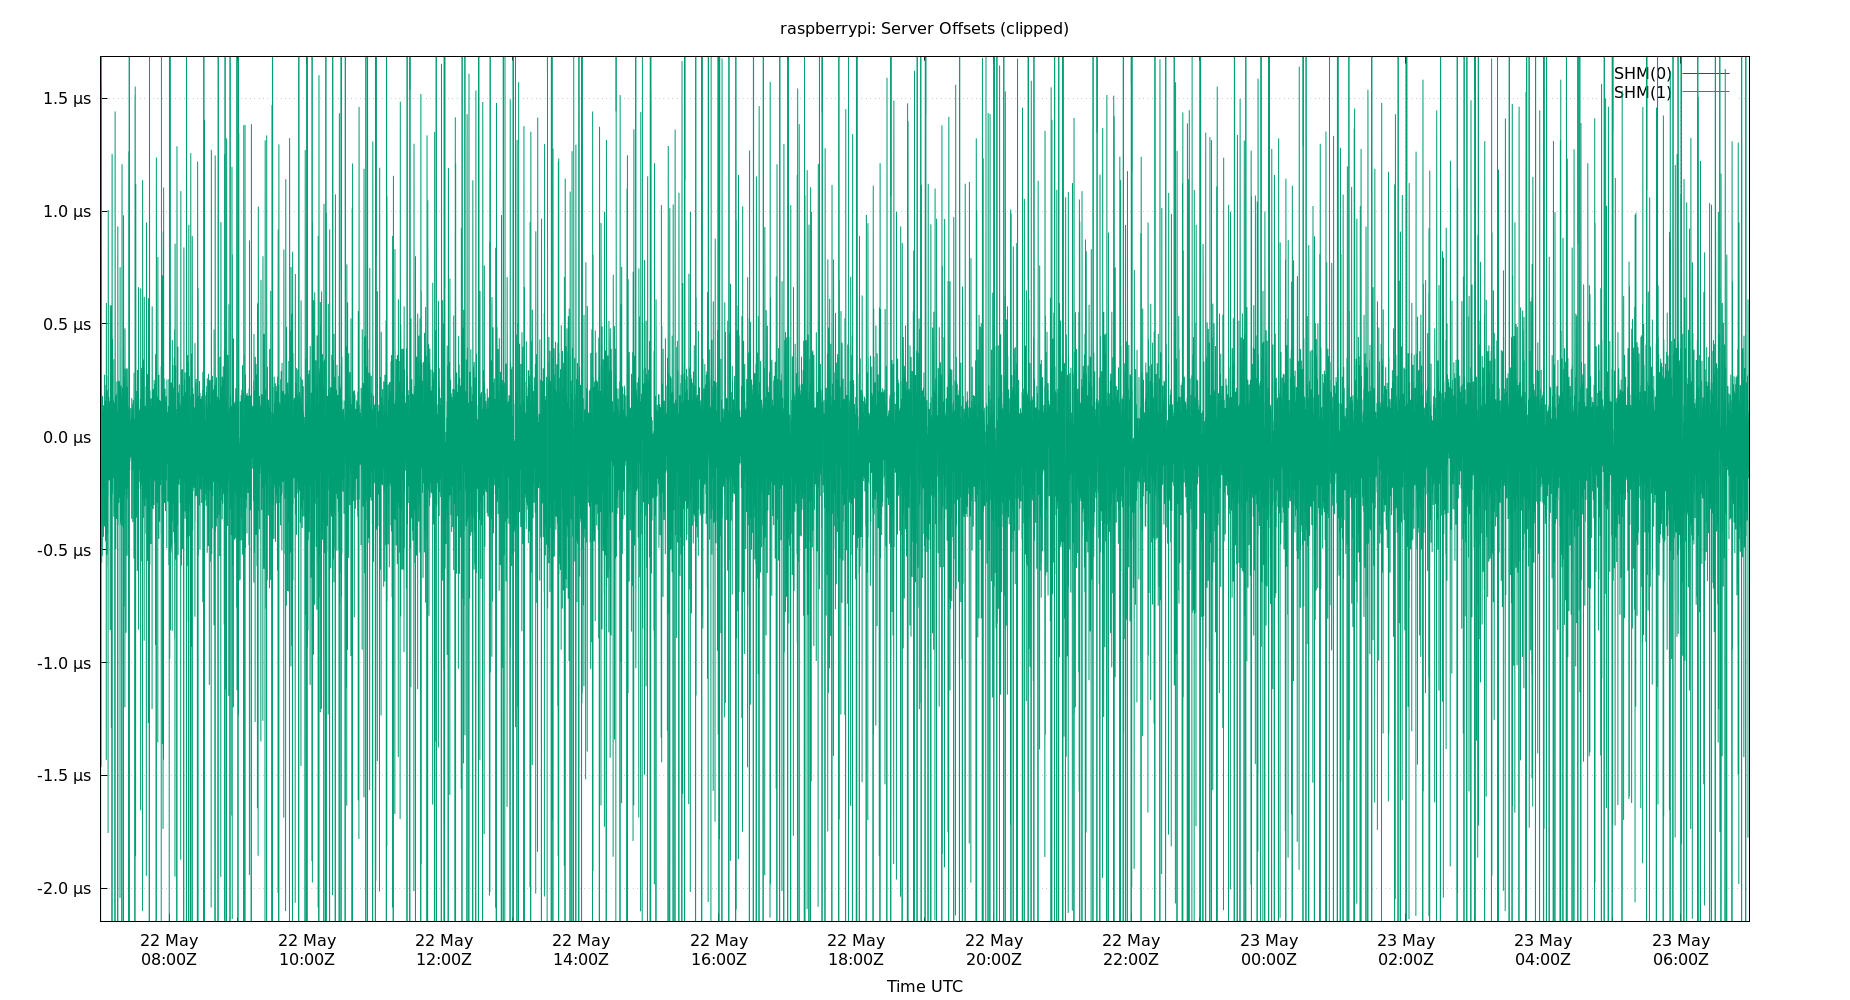 raspberrypi: Server Offsets (clipped)
SHM(0)
SHM(1)
1.5 µs
1.0 µs
0.5 µs
0.0 µs
-0.5 µs
-1.0 µs
-1.5 µs
-2.0 µs
22 May 22 May 22 May 22 May 22 May 22 May 22 May 22 May 23 May 23 May 23 May 23 May
08:00Z 10:00Z 12:00Z 14:00Z 16:00Z 18:00Z 20:00Z 22:00Z 00:00Z 02:00Z 04:00Z 06:00Z
Time UTC